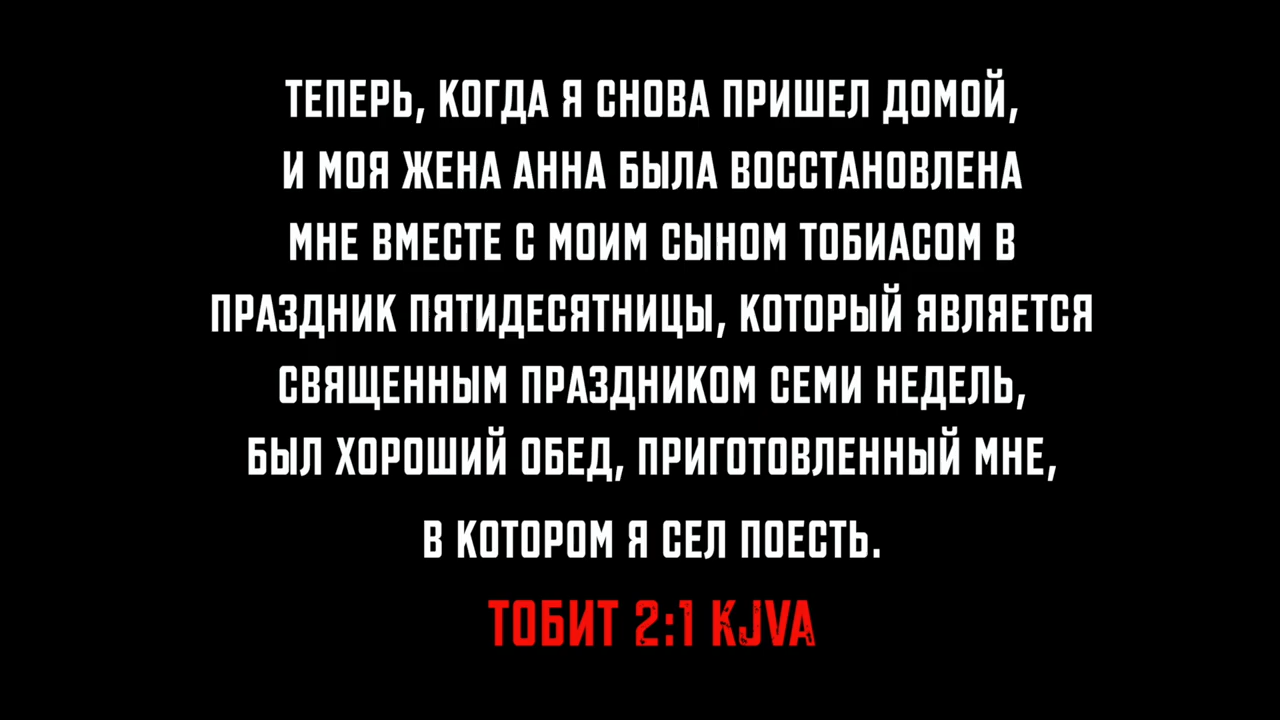 ТЕПЕРЬ, КОГДА Я СНОВА ПРИШЕЛ ДОМОЙ,
И МОЯ ЖЕНА АННА БЫЛА ВОССТАНОВЛЕНА
МНЕ ВМЕСТЕ С МОИМ СЫНОМ ТОБИАСОМ В
ПРАЗДНИК ПЯТИДЕСЯТНИЦЫ, КОТОРЫЙ ЯВЛЯЕТСЯ
СВЯЩЕННЫМ ПРАЗДНИКОМ СЕМИ НЕДЕЛЬ,
БЫЛ ХОРОШИЙ ОБЕД, ПРИГОТОВЛЕННЫЙ МНЕ,
В КОТОРОМ Я СЕЛ ПОЕСТЬ.
ТОБИТ 2:1 KJVA